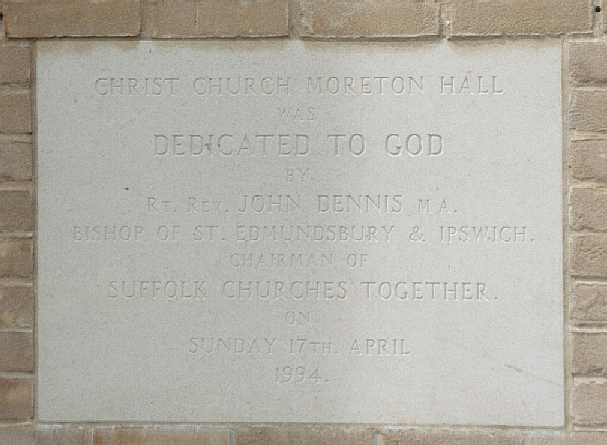 CHRIST CHURCH MORETON HALL
WAS
DEDICATED TO GOD
BY.
RT. REV. JOHN DENNIS M.A.
BISHOP OF ST. EDMUNDSBURY & IPSWICH.
CHAIRMAN OF
SUFFOLK CHURCHES TOGETHER.
ON
SUNDAY 17TH. APRIL
1994.